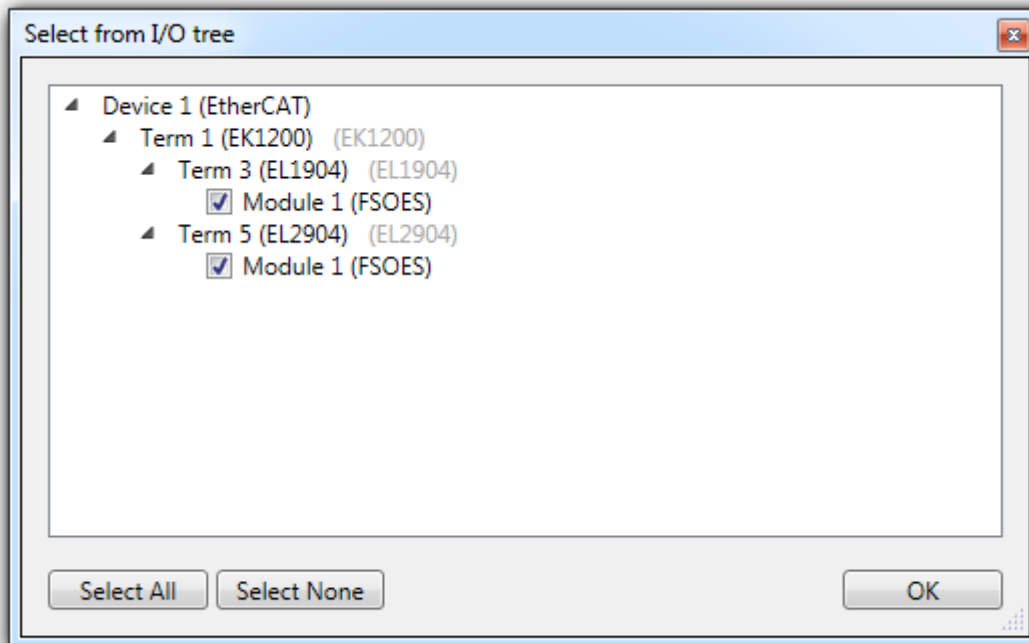 Select from I/O tree
Device 1 (EtherCAT)
Term 1 (EK1200) (EK1200)
Term 3 (EL1904) (EL1904)
Module 1 (FSOES)
Term 5 (EL2904) (EL2904)
Module 1 (FSOES)
Select All Select None OK